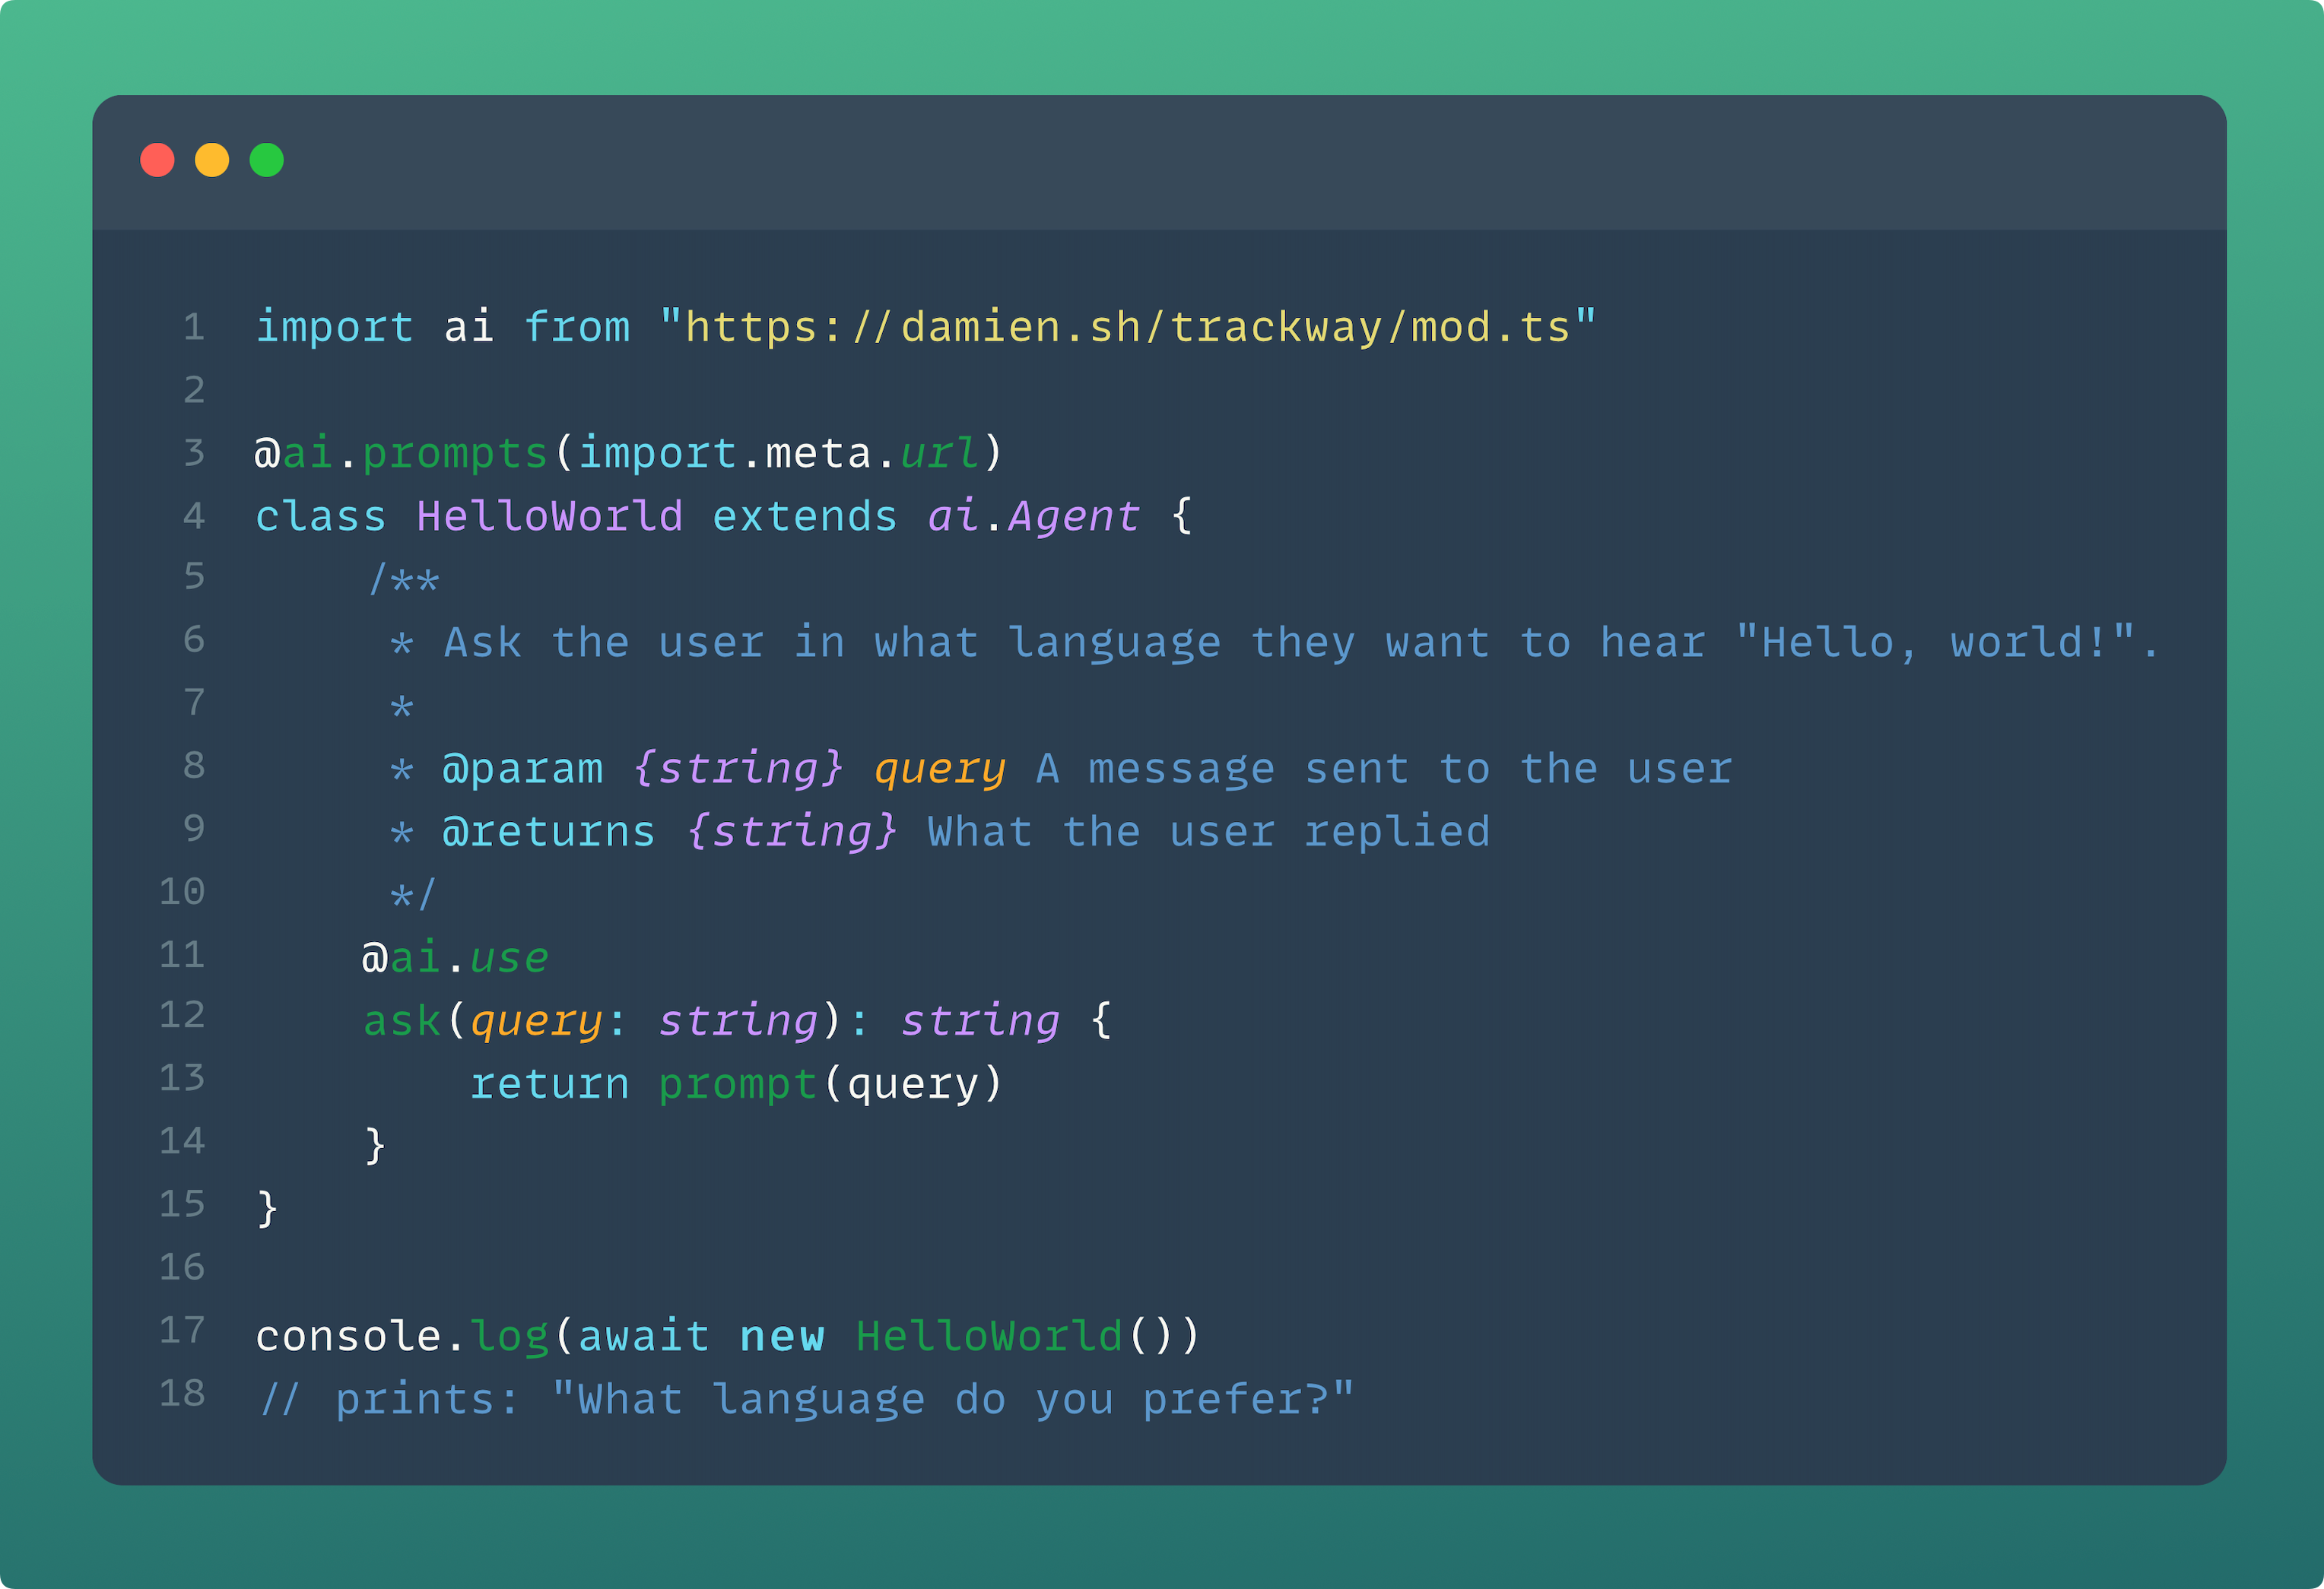 1 import ai from "https://damien.sh/trackway/mod.ts"
2
3 @ai.prompts(import.meta.url)
4 class HelloWorld extends ai.Agent {
5     /**
6      * Ask the user in what language they want to hear "Hello, world!".
7      *
8      * @param {string} query A message sent to the user
9      * @returns {string} What the user replied
10      */
11     @ai.use
12     ask(query: string): string {
13         return prompt(query)
14     }
15 }
16
17 console.log(await new HelloWorld())
18 // prints: "What language do you prefer?"